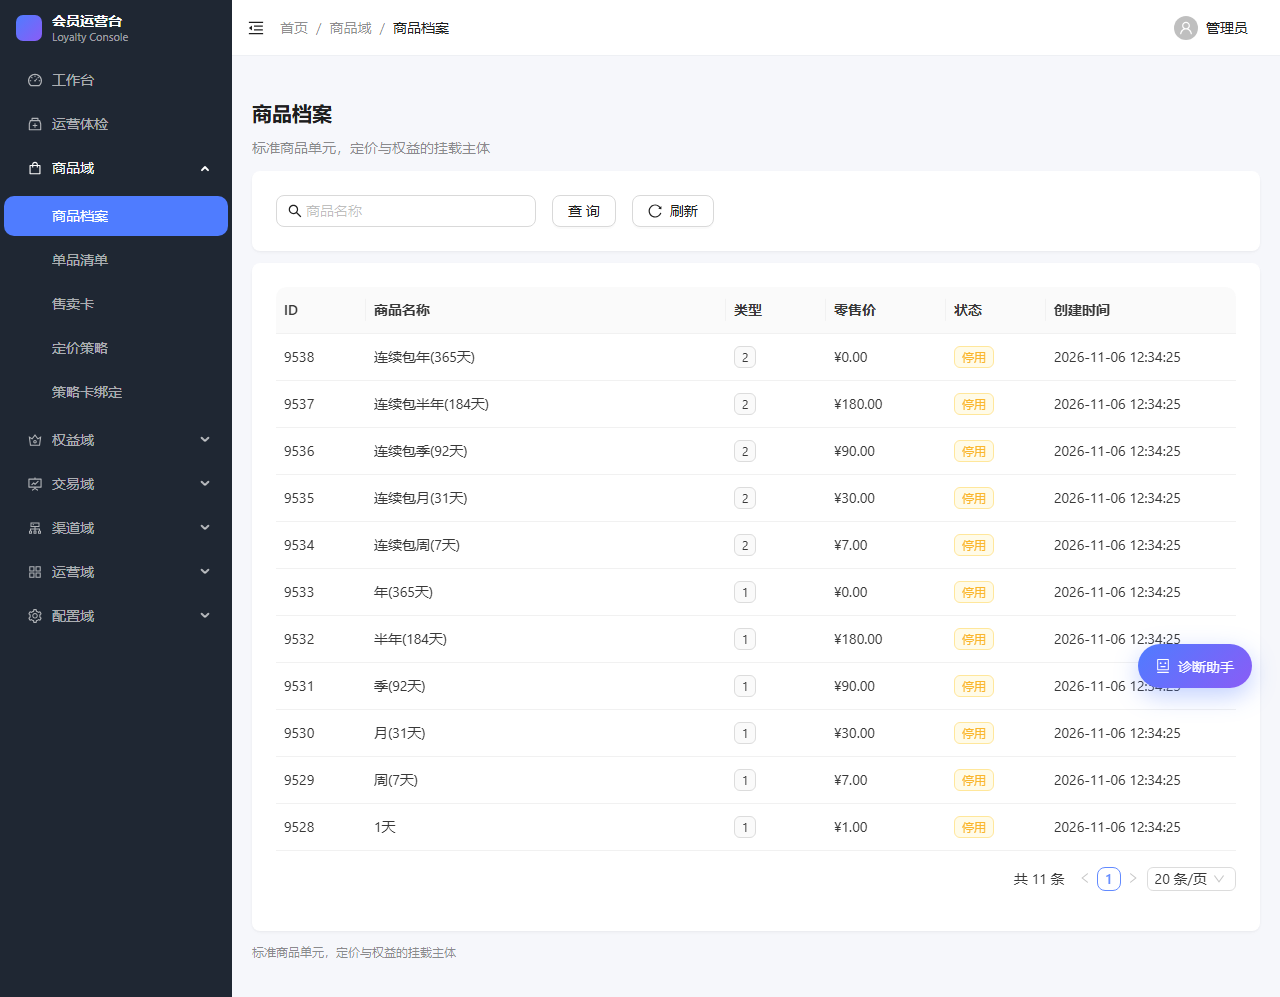 会员运营台
Loyalty Console
工作台
运营体检
商品域
商品档案
单品清单
售卖卡
定价策略
策略卡绑定
权益域
交易域
渠道域
运营域
配置域
首页 / 商品域 / 商品档案
管理员
商品档案
标准商品单元，定价与权益的挂载主体
商品名称
查 询
刷新
ID 商品名称 类型 零售价 状态 创建时间
9538 连续包年(365天) 2 ¥0.00 停用 2026-11-06 12:34:25
9537 连续包半年(184天) 2 ¥180.00 停用 2026-11-06 12:34:25
9536 连续包季(92天) 2 ¥90.00 停用 2026-11-06 12:34:25
9535 连续包月(31天) 2 ¥30.00 停用 2026-11-06 12:34:25
9534 连续包周(7天) 2 ¥7.00 停用 2026-11-06 12:34:25
9533 年(365天) 1 ¥0.00 停用 2026-11-06 12:34:25
9532 半年(184天) 1 ¥180.00 停用 2026-11-06 12:34:25
9531 季(92天) 1 ¥90.00 停用 2026-11-06 12:34:25
诊断助手
9530 月(31天) 1 ¥30.00 停用 2026-11-06 12:34:25
9529 周(7天) 1 ¥7.00 停用 2026-11-06 12:34:25
9528 1天 1 ¥1.00 停用 2026-11-06 12:34:25
共 11 条 < 1 > 20 条/页
标准商品单元，定价与权益的挂载主体